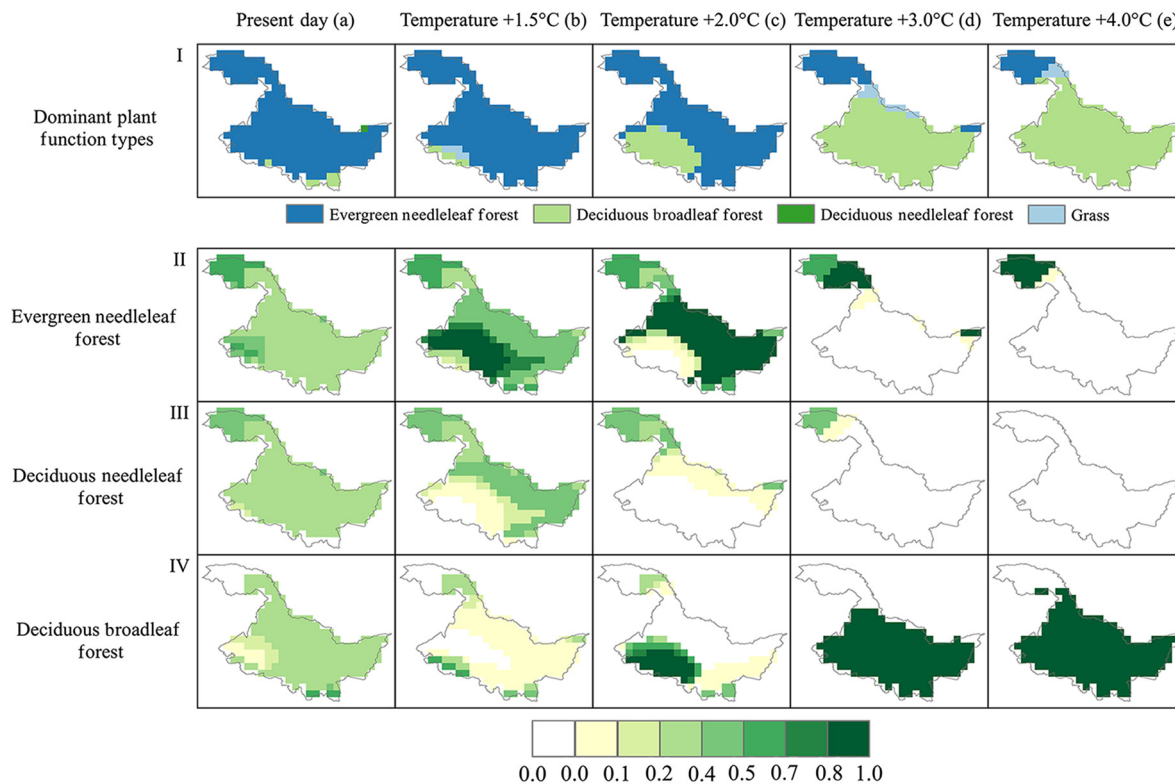 Present day (a) Temperature +1.5°C (b) Temperature +2.0°C (c) Temperature +3.0°C (d) Temperature +4.0°C (e)
I
Dominant plant
function types
Evergreen needleleaf forest Deciduous broadleaf forest Deciduous needleleaf forest Grass
II
Evergreen needleleaf
forest
III
Deciduous needleleaf
forest
IV
Deciduous broadleaf
forest
0.0 0.0 0.1 0.2 0.4 0.5 0.7 0.8 1.0